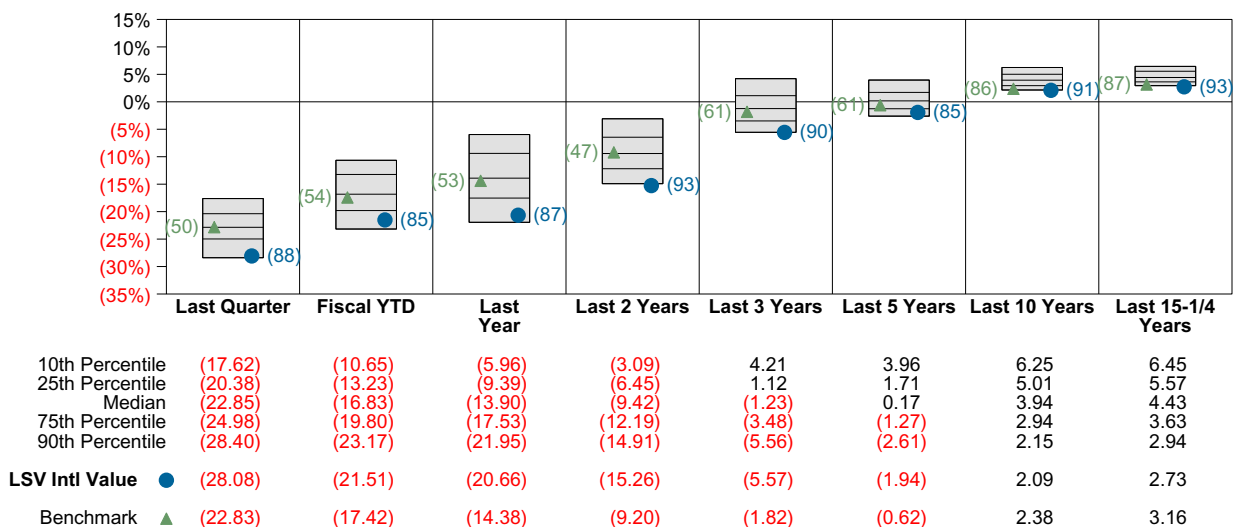 15%
10%
5%
0%
(5%)
(10%)
(15%)
(20%)
(25%)
(30%)
(35%)
(50) (88)
(54) (85)
(53) (87)
(47) (93)
(61) (90)
(61) (85)
(86) (91)
(87) (93)
Last Quarter Fiscal YTD Last Year Last 2 Years Last 3 Years Last 5 Years Last 10 Years Last 15-1/4 Years
10th Percentile (17.62) (10.65) (5.96) (3.09) 4.21 3.96 6.25 6.45
25th Percentile (20.38) (13.23) (9.39) (6.45) 1.12 1.71 5.01 5.57
Median (22.85) (16.83) (13.90) (9.42) (1.23) 0.17 3.94 4.43
75th Percentile (24.98) (19.80) (17.53) (12.19) (3.48) (1.27) 2.94 3.63
90th Percentile (28.40) (23.17) (21.95) (14.91) (5.56) (2.61) 2.15 2.94
LSV Intl Value (28.08) (21.51) (20.66) (15.26) (5.57) (1.94) 2.09 2.73
Benchmark (22.83) (17.42) (14.38) (9.20) (1.82) (0.62) 2.38 3.16